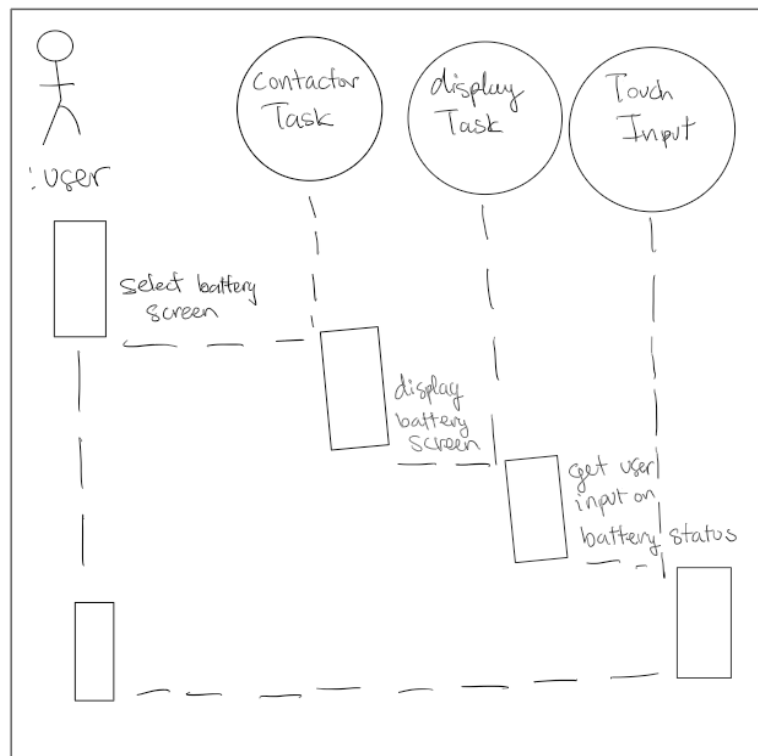 contactor
Task
display
Task
Touch
Input
:user
select battery
screen
display
battery
screen
get user
input on
battery status